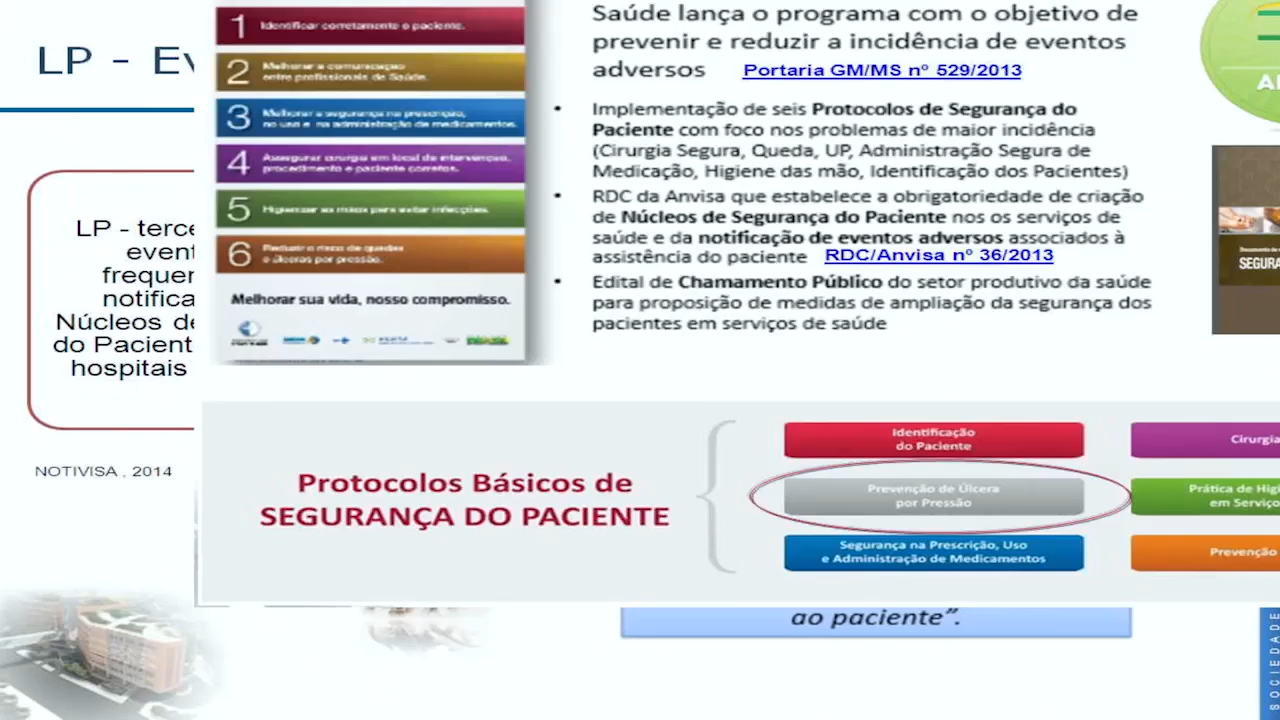 LP - Ev
LP - terce
event
frequer
notifica
Núcleos de
do Pacient
hospitais
NOTIVISA , 2014
1 Identificar corretamente o paciente.
2 Melhorar a comunicação
entre profissionais de Saúde.
3 Melhorar a segurança na prescrição,
no uso e na administração de medicamentos.
4 Assegurar cirurgia em local de intervenção,
procedimento e paciente corretos.
5 Higienizar as mãos para evitar infecções.
6 Reduzir o risco de quedas
e úlceras por pressão.
Melhorar sua vida, nosso compromisso.
Saúde lança o programa com o objetivo de
prevenir e reduzir a incidência de eventos
adversos Portaria GM/MS nº 529/2013
• Implementação de seis Protocolos de Segurança do
Paciente com foco nos problemas de maior incidência
(Cirurgia Segura, Queda, UP, Administração Segura de
Medicação, Higiene das mão, Identificação dos Pacientes)
• RDC da Anvisa que estabelece a obrigatoriedade de criação
de Núcleos de Segurança do Paciente nos os serviços de
saúde e da notificação de eventos adversos associados à
assistência do paciente RDC/Anvisa nº 36/2013
• Edital de Chamamento Público do setor produtivo da saúde
para proposição de medidas de ampliação da segurança dos
pacientes em serviços de saúde
SEGURA
Protocolos Básicos de
SEGURANÇA DO PACIENTE
Identificação
do Paciente
Prevenção de Úlcera
por Pressão
Segurança na Prescrição, Uso
e Administração de Medicamentos
Cirurgia
Prática de Higi
em Serviço
Prevenção
ao paciente”.
SOCIEDADE